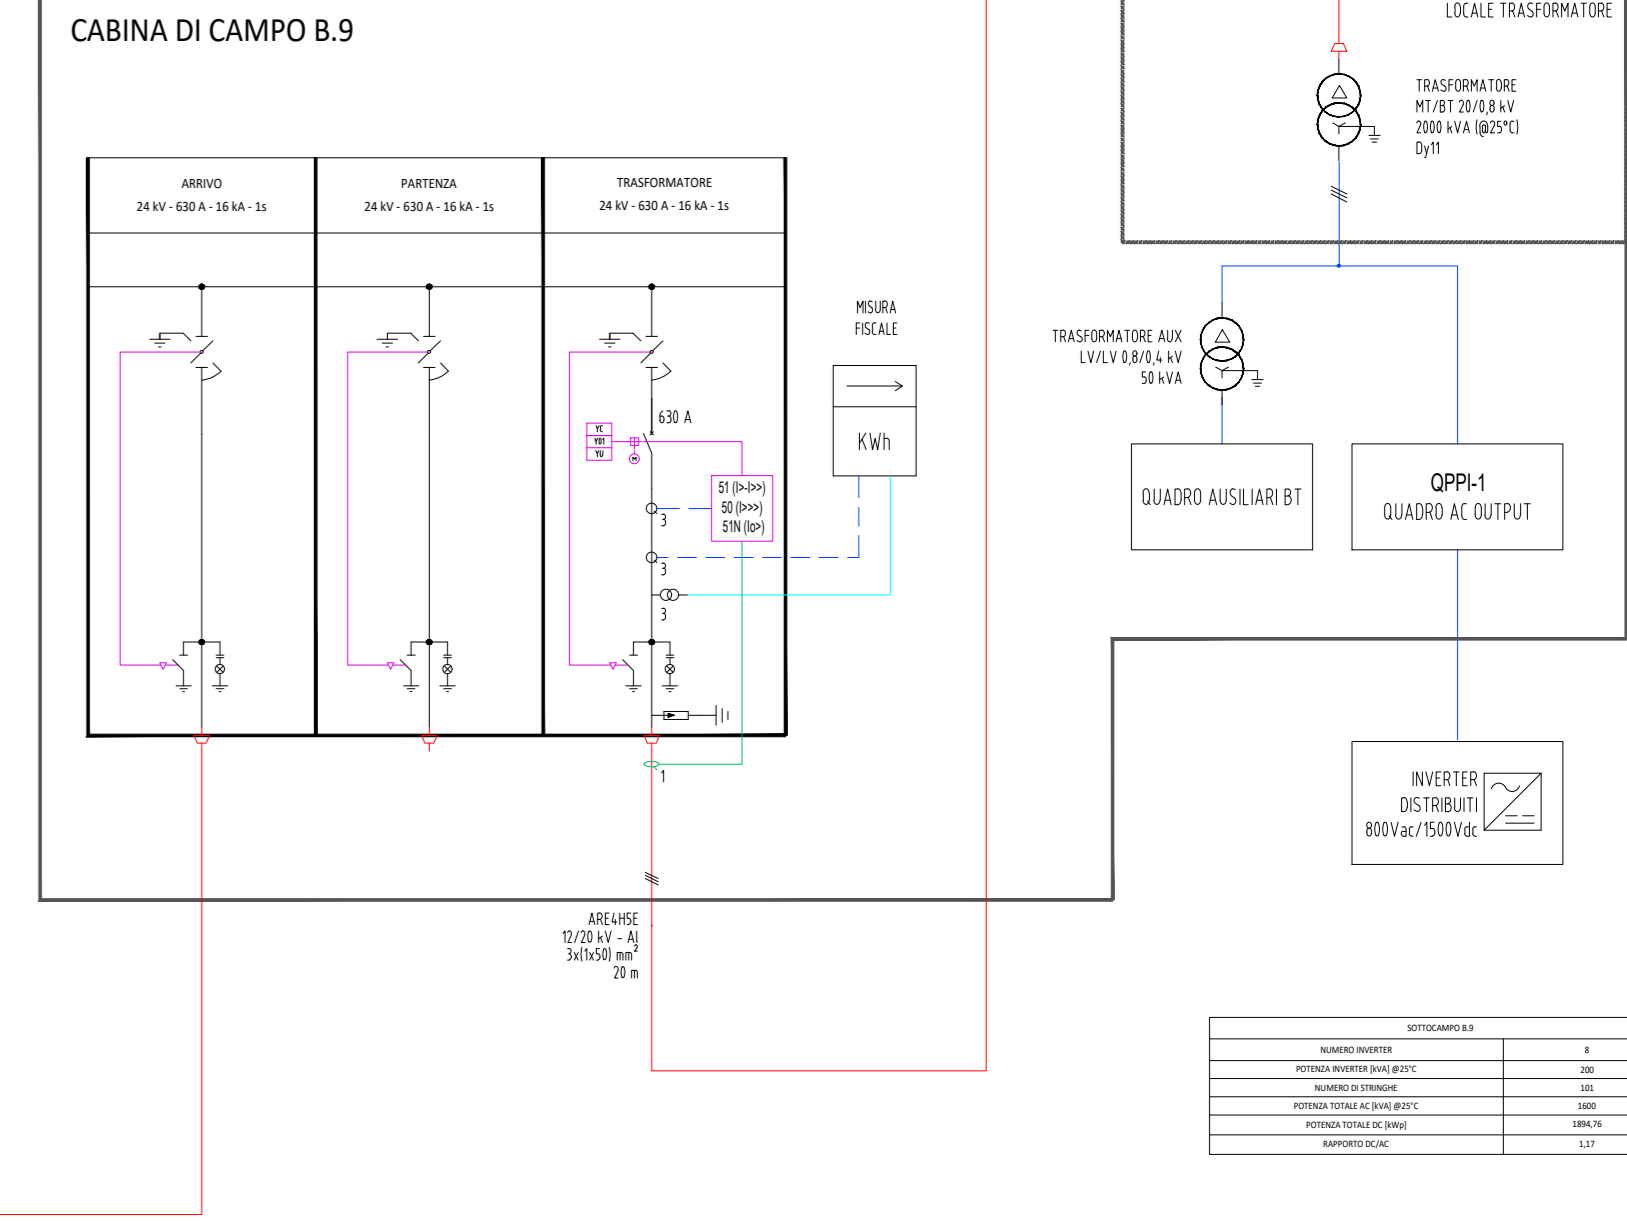 CABINA DI CAMPO B.9
LOCALE TRASFORMATORE
TRASFORMATORE
MT/BT 20/0,8 kV
2000 kVA (@25°C)
Dy11
ARRIVO
24 kV - 630 A - 16 kA - 1s
PARTENZA
24 kV - 630 A - 16 kA - 1s
TRASFORMATORE
24 kV - 630 A - 16 kA - 1s
MISURA
FISCALE
KWh
630 A
YC
Y01
YU
M
51 (I>-I>>)
50 (I>>>)
51N (Io>)
3
3
3
1
TRASFORMATORE AUX
LV/LV 0,8/0,4 kV
50 kVA
QUADRO AUSILIARI BT
QPPI-1
QUADRO AC OUTPUT
INVERTER
DISTRIBUITI
800Vac/1500Vdc
ARE4H5E
12/20 kV - Al
3x(1x50) mm²
20 m
SOTTOCAMPO B.9
NUMERO INVERTER 8
POTENZA INVERTER [kVA] @25°C 200
NUMERO DI STRINGHE 101
POTENZA TOTALE AC [kVA] @25°C 1600
POTENZA TOTALE DC [kWp] 1894,76
RAPPORTO DC/AC 1,17